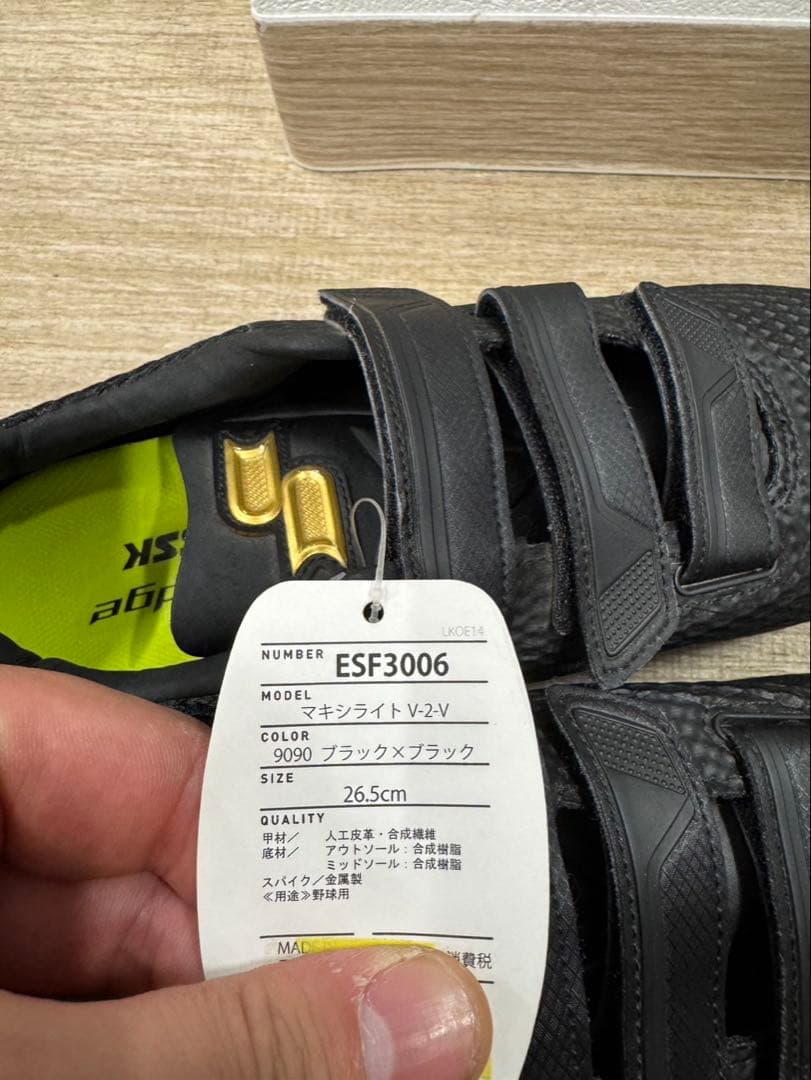 SSK
edge
LKOE14
NUMBER ESF3006
MODEL
マキシライト V-2-V
COLOR
9090 ブラック×ブラック
SIZE
26.5cm
QUALITY
甲材／ 人工皮革・合成繊維
底材／ アウトソール：合成樹脂
ミッドソール：合成樹脂
スパイク／金属製
≪用途≫野球用
MADE
消費税